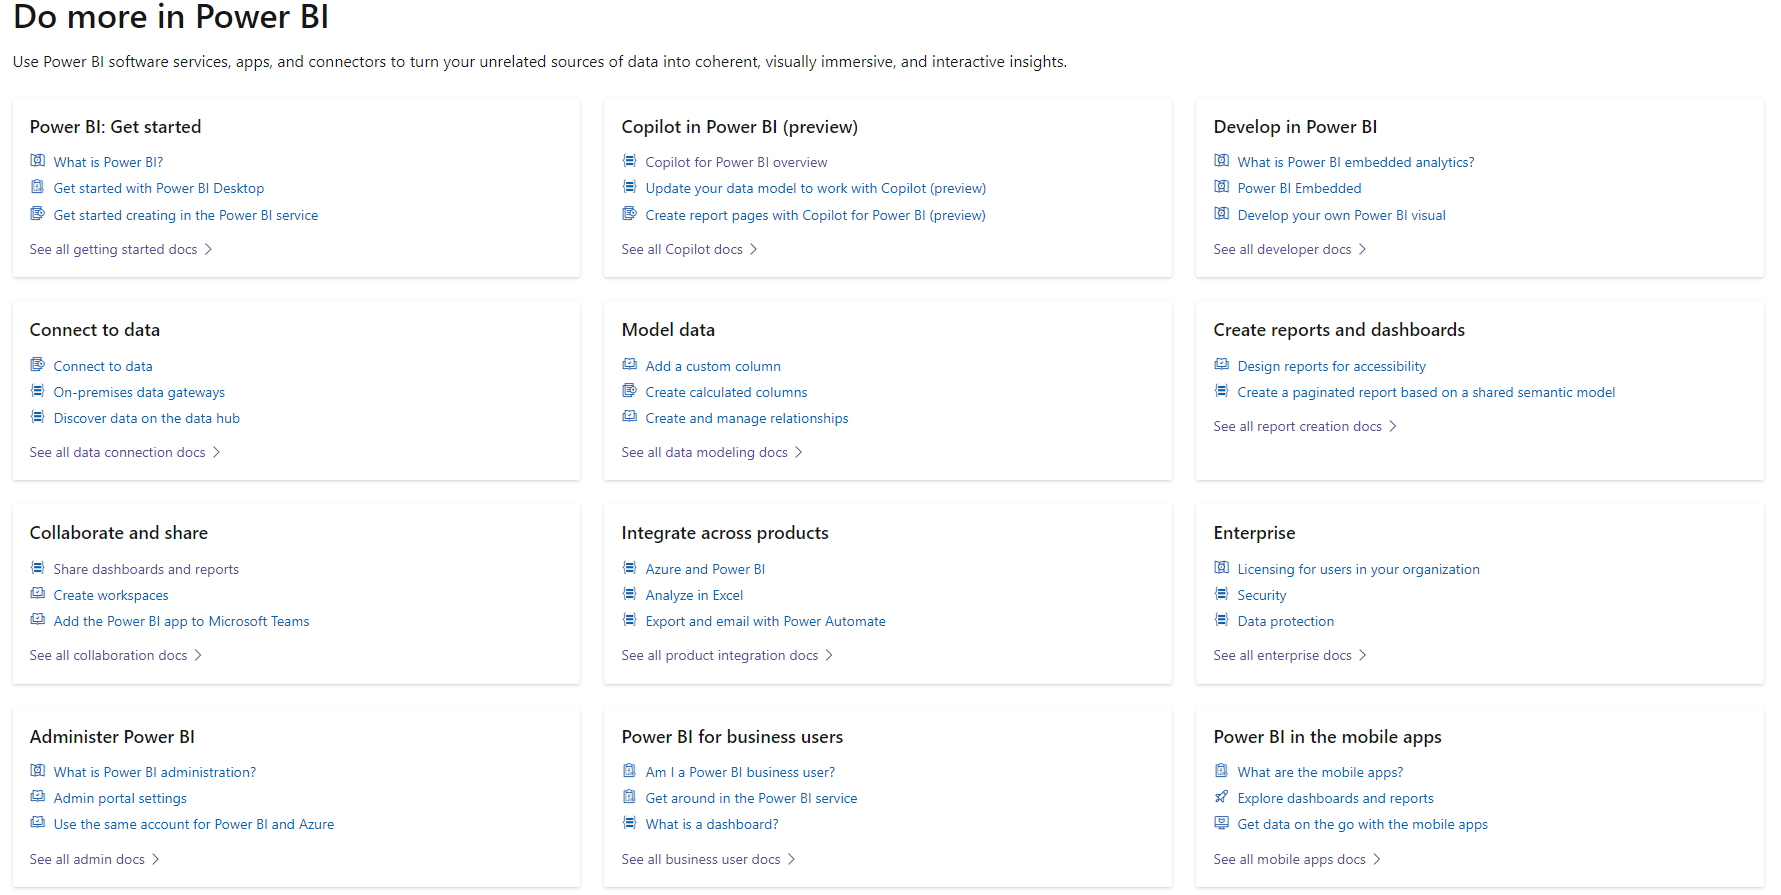 Do more in Power BI
Use Power BI software services, apps, and connectors to turn your unrelated sources of data into coherent, visually immersive, and interactive insights.
Power BI: Get started
What is Power BI?
Get started with Power BI Desktop
Get started creating in the Power BI service
See all getting started docs
Copilot in Power BI (preview)
Copilot for Power BI overview
Update your data model to work with Copilot (preview)
Create report pages with Copilot for Power BI (preview)
See all Copilot docs
Develop in Power BI
What is Power BI embedded analytics?
Power BI Embedded
Develop your own Power BI visual
See all developer docs
Connect to data
Connect to data
On-premises data gateways
Discover data on the data hub
See all data connection docs
Model data
Add a custom column
Create calculated columns
Create and manage relationships
See all data modeling docs
Create reports and dashboards
Design reports for accessibility
Create a paginated report based on a shared semantic model
See all report creation docs
Collaborate and share
Share dashboards and reports
Create workspaces
Add the Power BI app to Microsoft Teams
See all collaboration docs
Integrate across products
Azure and Power BI
Analyze in Excel
Export and email with Power Automate
See all product integration docs
Enterprise
Licensing for users in your organization
Security
Data protection
See all enterprise docs
Administer Power BI
What is Power BI administration?
Admin portal settings
Use the same account for Power BI and Azure
See all admin docs
Power BI for business users
Am I a Power BI business user?
Get around in the Power BI service
What is a dashboard?
See all business user docs
Power BI in the mobile apps
What are the mobile apps?
Explore dashboards and reports
Get data on the go with the mobile apps
See all mobile apps docs